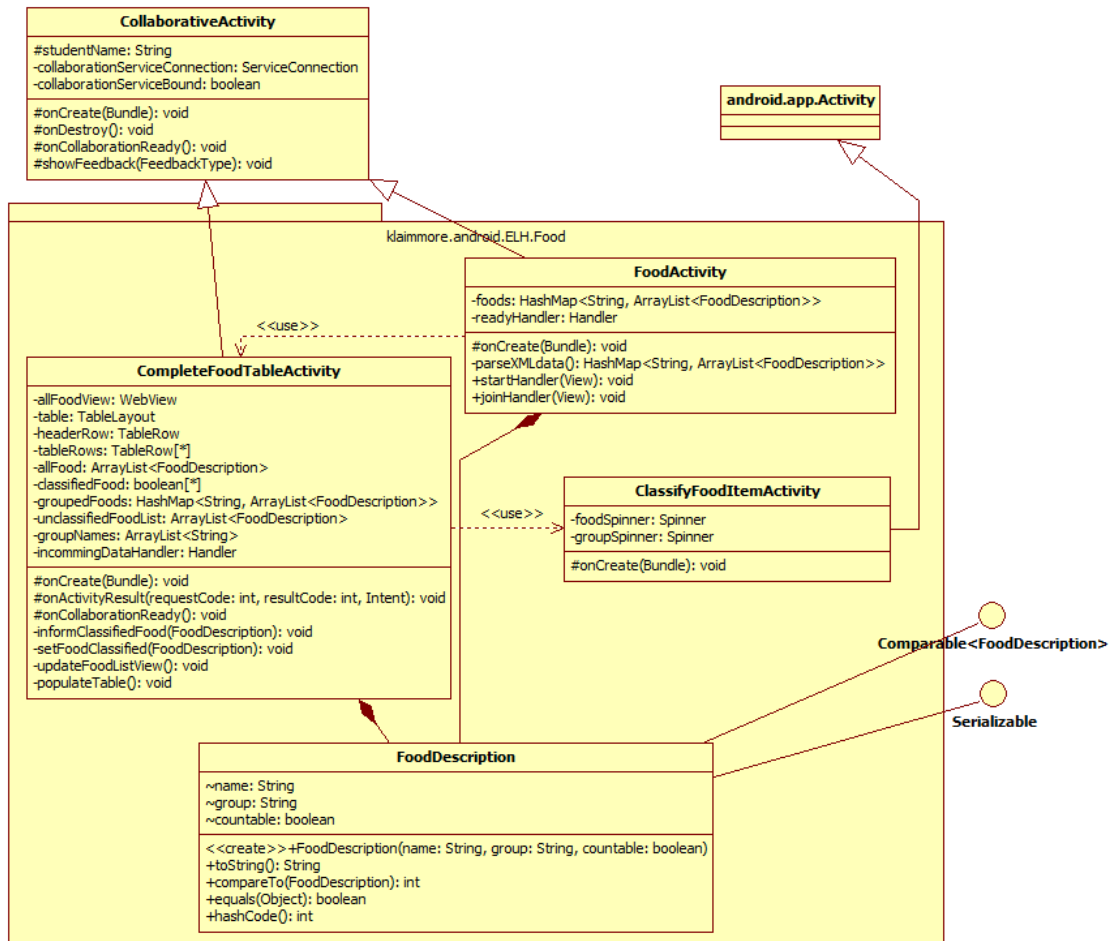 CollaborativeActivity
#studentName: String
-collaborationServiceConnection: ServiceConnection
-collaborationServiceBound: boolean
#onCreate(Bundle): void
#onDestroy(): void
#onCollaborationReady(): void
#showFeedback(FeedbackType): void
android.app.Activity
klaimmore.android.ELH.Food
FoodActivity
-foods: HashMap<String, ArrayList<FoodDescription>>
-readyHandler: Handler
#onCreate(Bundle): void
-parseXMLdata(): HashMap<String, ArrayList<FoodDescription>>
+startHandler(View): void
+joinHandler(View): void
<<use>>
CompleteFoodTableActivity
-allFoodView: WebView
-table: TableLayout
-headerRow: TableRow
-tableRows: TableRow[*]
-allFood: ArrayList<FoodDescription>
-classifiedFood: boolean[*]
-groupedFoods: HashMap<String, ArrayList<FoodDescription>>
-unclassifiedFoodList: ArrayList<FoodDescription>
-groupNames: ArrayList<String>
-incommingDataHandler: Handler
#onCreate(Bundle): void
#onActivityResult(requestCode: int, resultCode: int, Intent): void
#onCollaborationReady(): void
-informClassifiedFood(FoodDescription): void
-setFoodClassified(FoodDescription): void
-updateFoodListView(): void
-populateTable(): void
<<use>>
ClassifyFoodItemActivity
-foodSpinner: Spinner
-groupSpinner: Spinner
#onCreate(Bundle): void
Comparable<FoodDescription>
Serializable
FoodDescription
~name: String
~group: String
~countable: boolean
<<create>>+FoodDescription(name: String, group: String, countable: boolean)
+toString(): String
+compareTo(FoodDescription): int
+equals(Object): boolean
+hashCode(): int